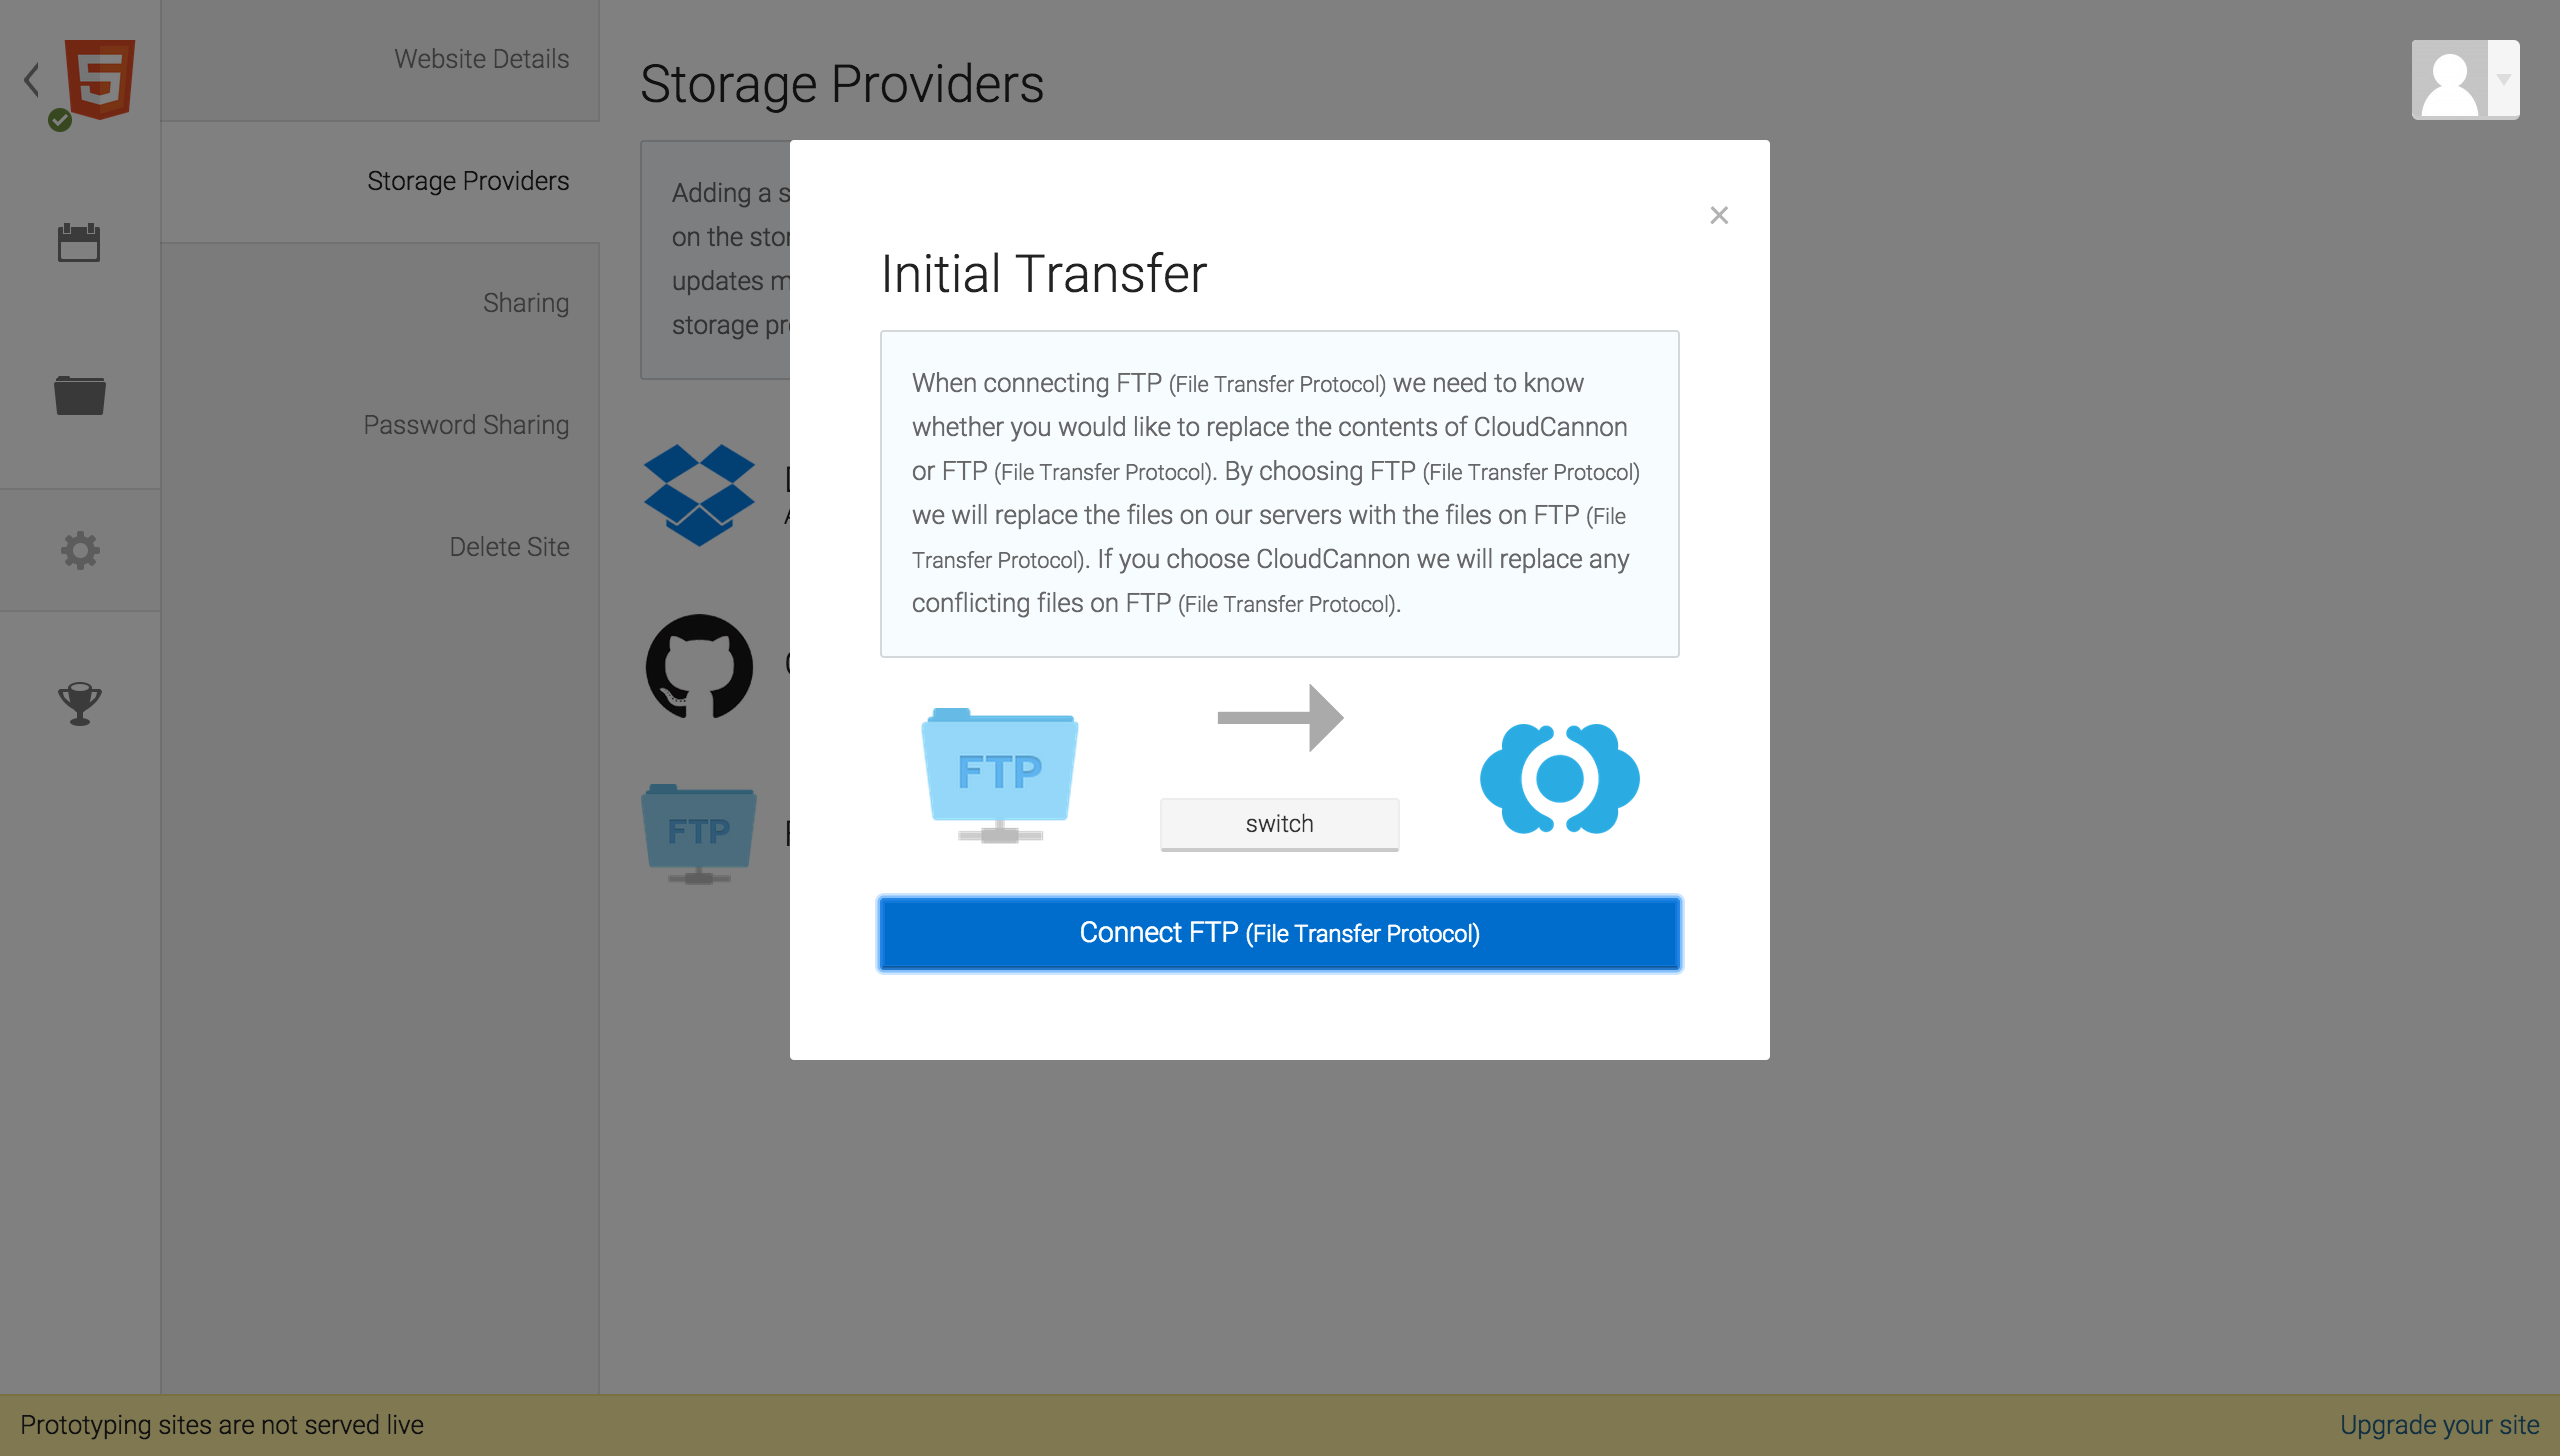 Website Details
Storage Providers
Sharing
Password Sharing
Delete Site
Storage Providers
Adding a
on the
updates
storage
FTP
Initial Transfer
When connecting FTP (File Transfer Protocol) we need to know
whether you would like to replace the contents of CloudCannon
or FTP (File Transfer Protocol). By choosing FTP (File Transfer Protocol)
we will replace the files on our servers with the files on FTP (File
Transfer Protocol). If you choose CloudCannon we will replace any
conflicting files on FTP (File Transfer Protocol).
FTP
switch
Connect FTP (File Transfer Protocol)
Prototyping sites are not served live
Upgrade your site